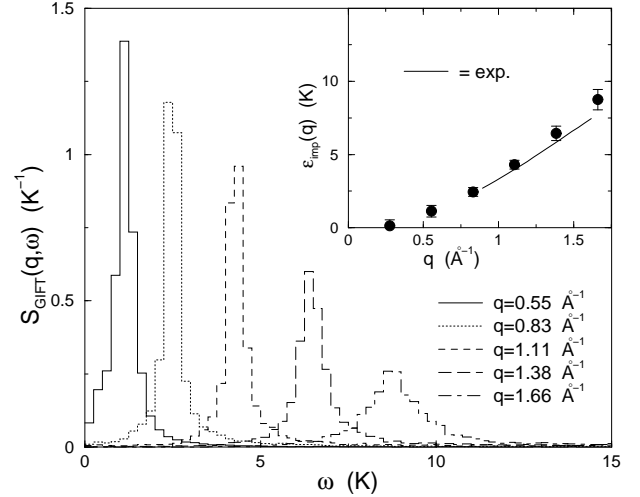 1.5
1
0.5
0
S_GIFT(q,ω) (K⁻¹)
0 5 10 15
ω (K)
10
5
0
ε_imp(q) (K)
0 0.5 1 1.5
q (Å⁻¹)
= exp.
q=0.55 Å⁻¹
q=0.83 Å⁻¹
q=1.11 Å⁻¹
q=1.38 Å⁻¹
q=1.66 Å⁻¹